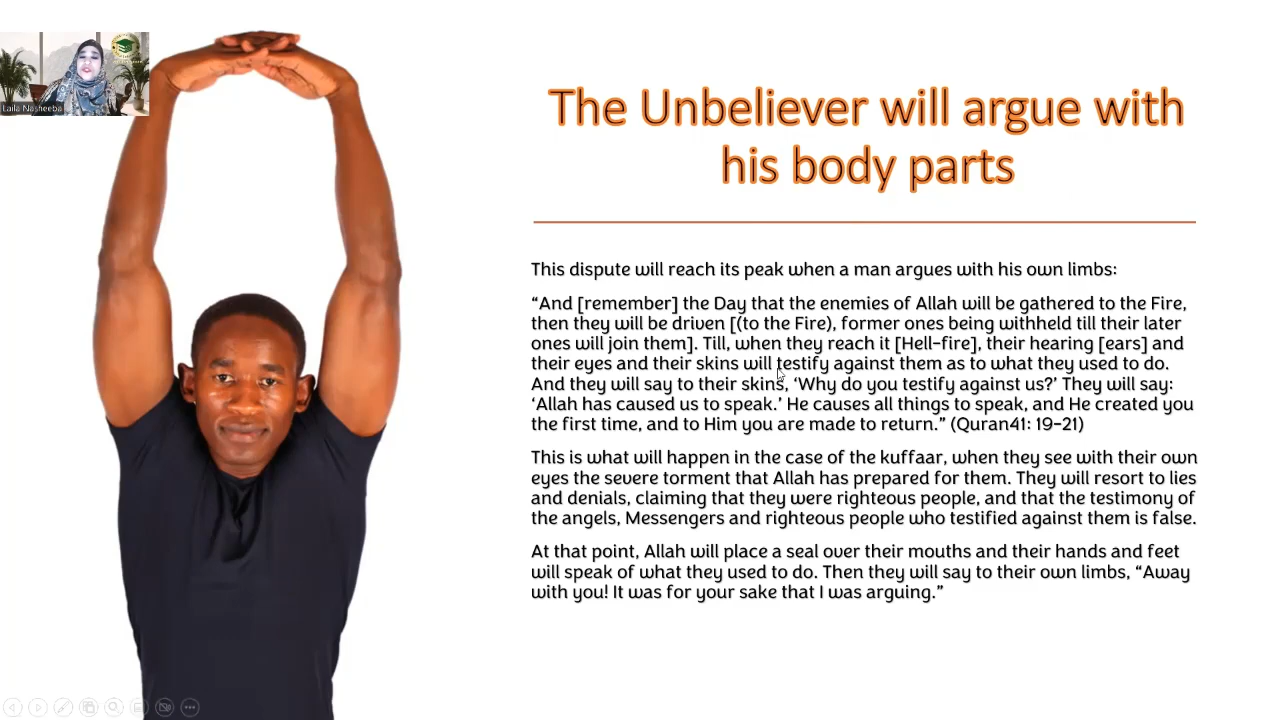 Laila Nasheeba
The Unbeliever will argue with
his body parts
This dispute will reach its peak when a man argues with his own limbs:
“And [remember] the Day that the enemies of Allah will be gathered to the Fire,
then they will be driven [(to the Fire), former ones being withheld till their later
ones will join them]. Till, when they reach it [Hell-fire], their hearing [ears] and
their eyes and their skins will testify against them as to what they used to do.
And they will say to their skins, ‘Why do you testify against us?’ They will say:
‘Allah has caused us to speak.’ He causes all things to speak, and He created you
the first time, and to Him you are made to return.” (Quran41: 19-21)
This is what will happen in the case of the kuffaar, when they see with their own
eyes the severe torment that Allah has prepared for them. They will resort to lies
and denials, claiming that they were righteous people, and that the testimony of
the angels, Messengers and righteous people who testified against them is false.
At that point, Allah will place a seal over their mouths and their hands and feet
will speak of what they used to do. Then they will say to their own limbs, “Away
with you! It was for your sake that I was arguing.”